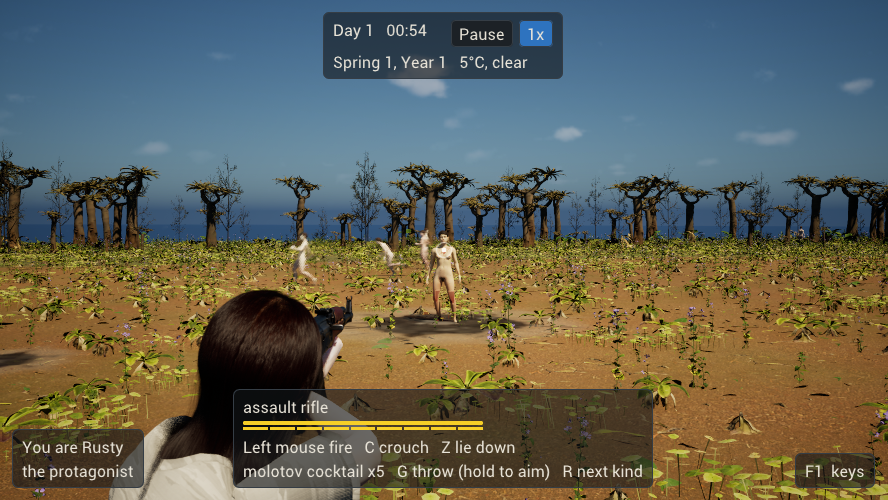 Day 1 00:54 Pause 1x
Spring 1, Year 1 5°C, clear
assault rifle
Left mouse fire C crouch Z lie down
molotov cocktail x5 G throw (hold to aim) R next kind
You are Rusty
the protagonist
F1 keys